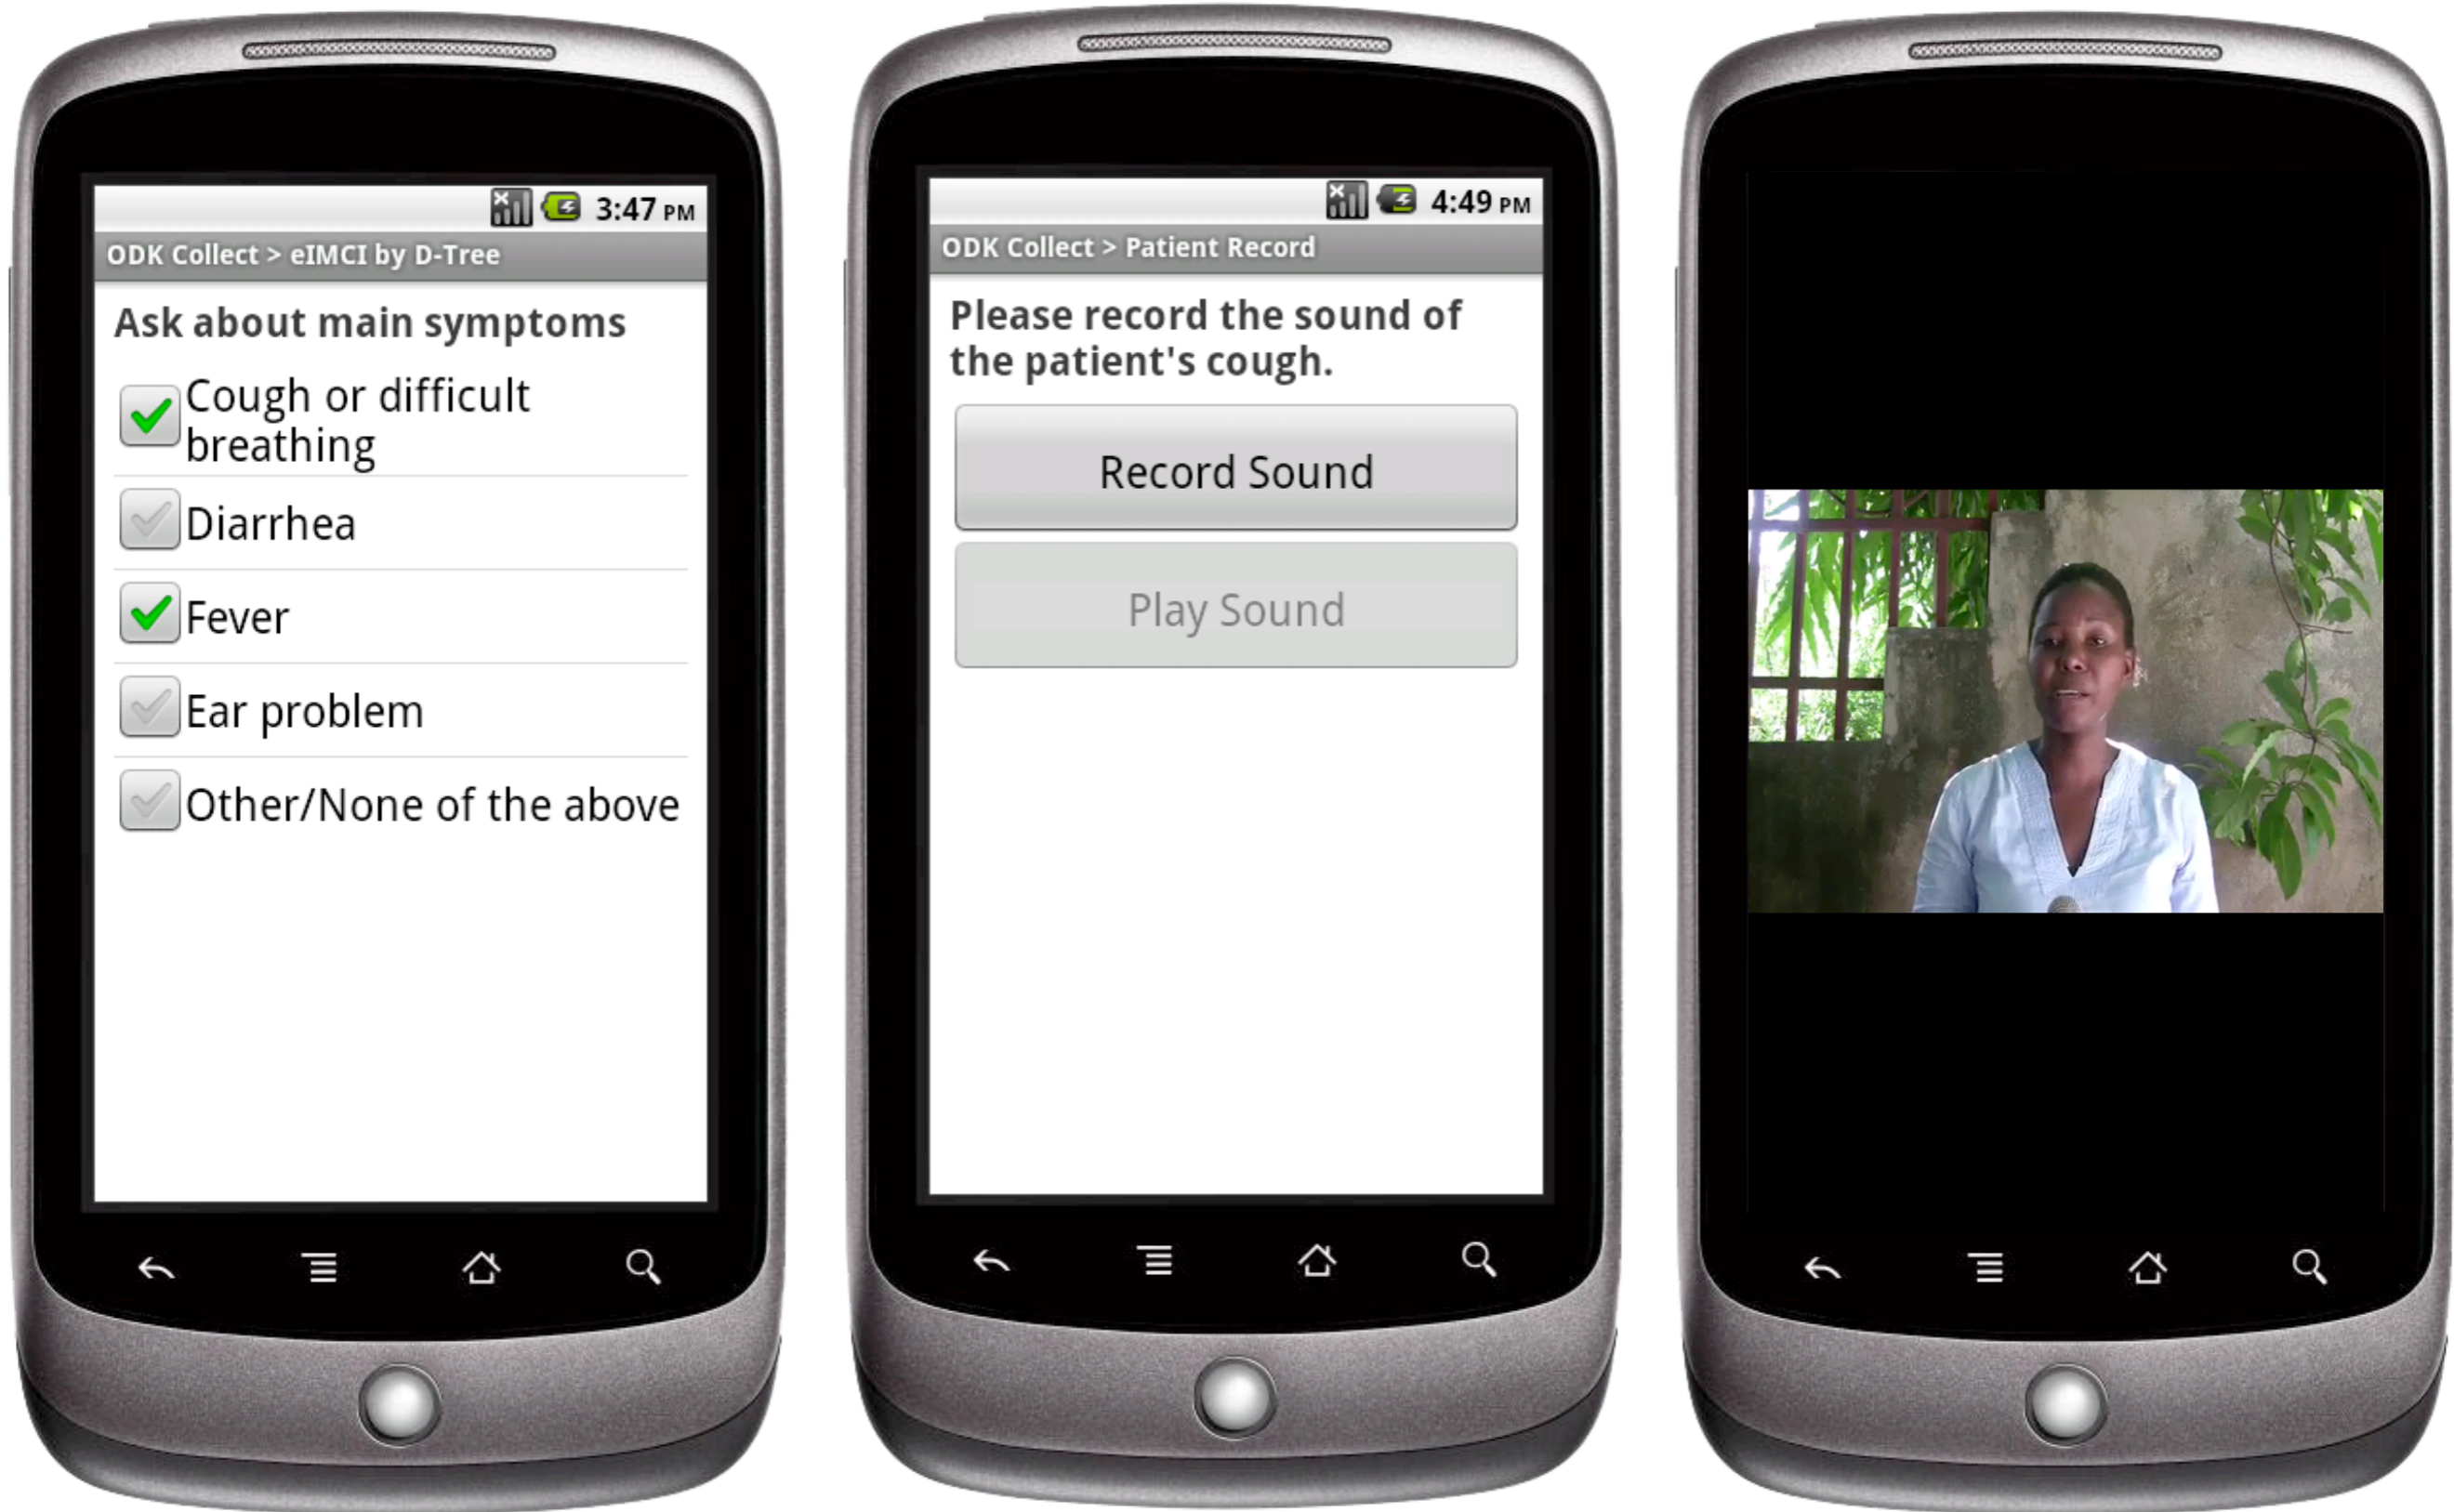 3:47 PM
ODK Collect > eIMCI by D-Tree
Ask about main symptoms
Cough or difficult
breathing
Diarrhea
Fever
Ear problem
Other/None of the above
4:49 PM
ODK Collect > Patient Record
Please record the sound of
the patient's cough.
Record Sound
Play Sound